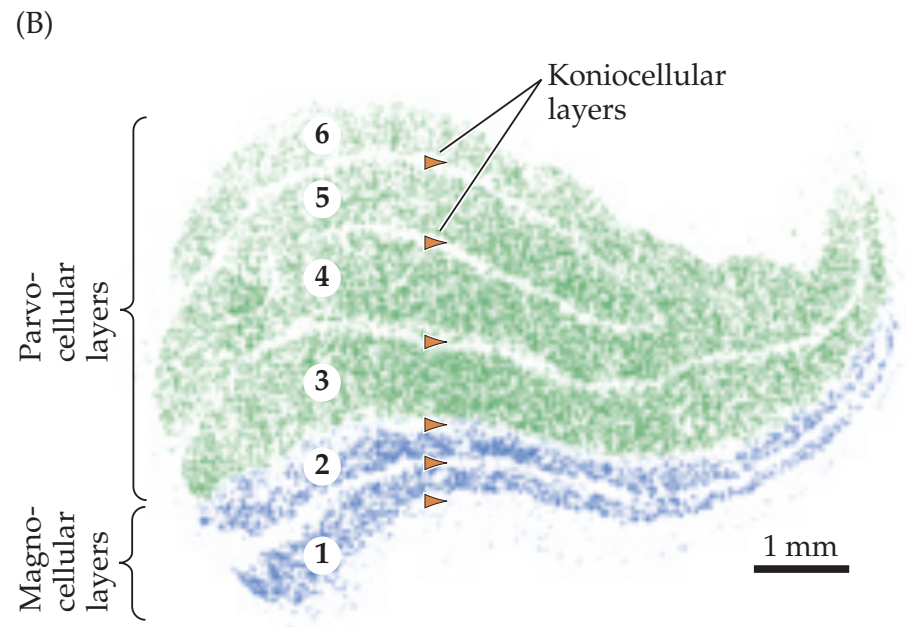 (B)
Koniocellular
layers
6
5
4
3
2
1
Parvo-
cellular
layers
Magno-
cellular
layers
1 mm